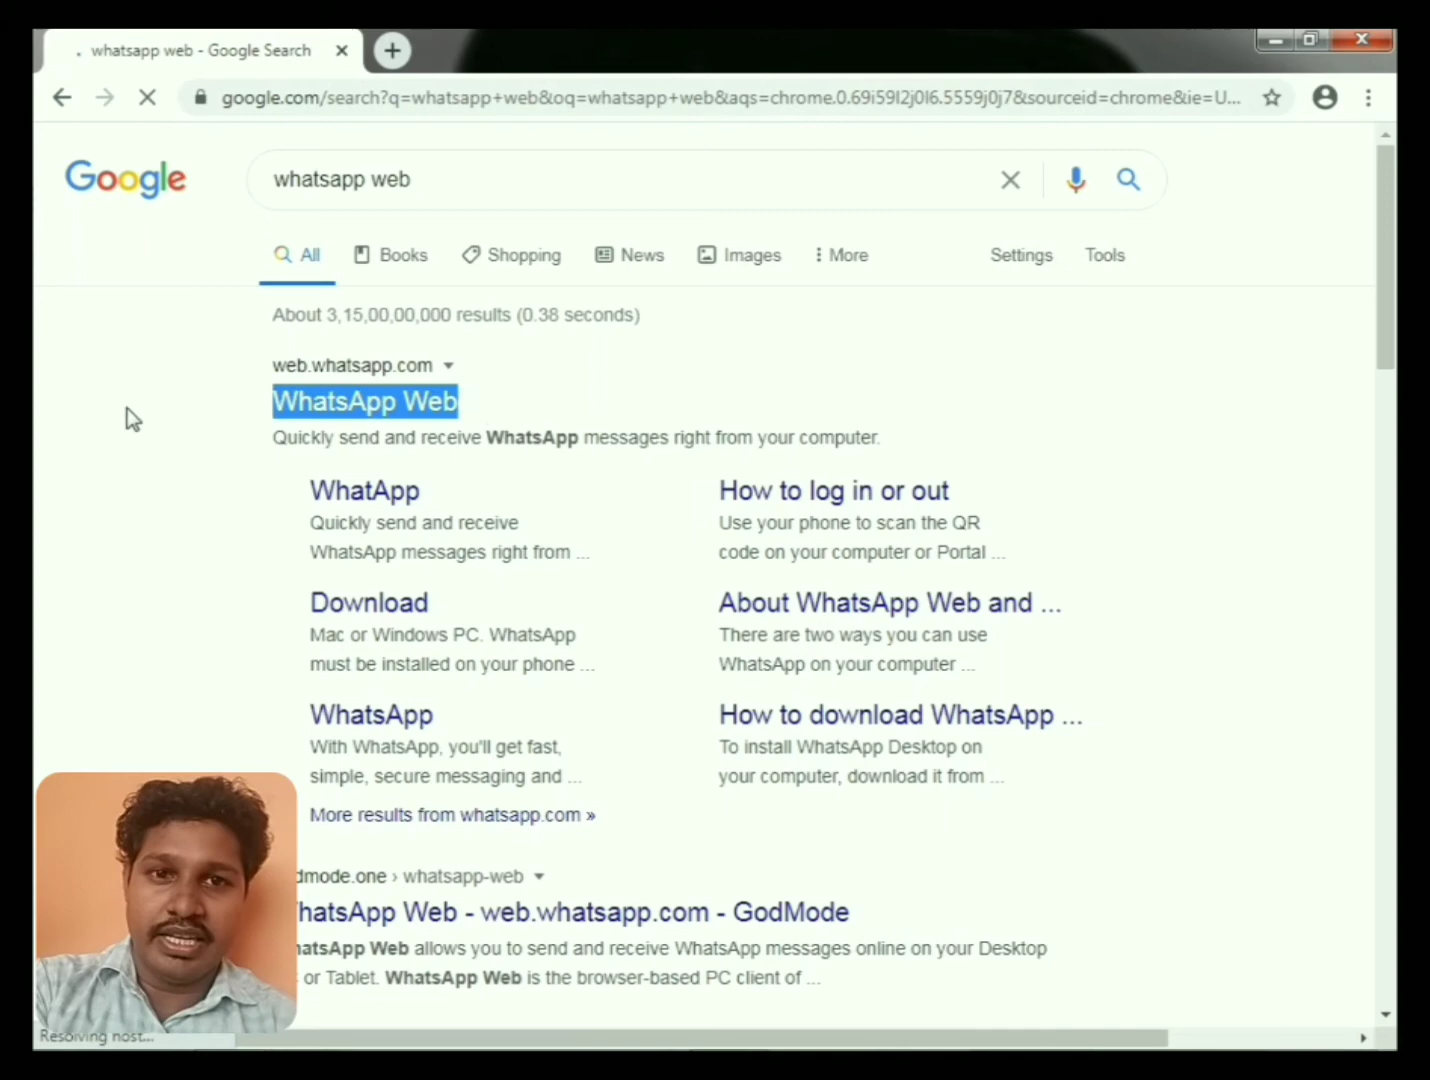 whatsapp web - Google Search
google.com/search?q=whatsapp+web&oq=whatsapp+web&aqs=chrome.0.69i59l2j0l6.5559j0j7&sourceid=chrome&ie=U...
Google
whatsapp web
All Books Shopping News Images More Settings Tools
About 3,15,00,00,000 results (0.38 seconds)
web.whatsapp.com
WhatsApp Web
Quickly send and receive WhatsApp messages right from your computer.
WhatApp
Quickly send and receive
WhatsApp messages right from ...
How to log in or out
Use your phone to scan the QR
code on your computer or Portal ...
Download
Mac or Windows PC. WhatsApp
must be installed on your phone ...
About WhatsApp Web and ...
There are two ways you can use
WhatsApp on your computer ...
WhatsApp
With WhatsApp, you'll get fast,
simple, secure messaging and ...
How to download WhatsApp ...
To install WhatsApp Desktop on
your computer, download it from ...
More results from whatsapp.com »
dmode.one › whatsapp-web
hatsApp Web - web.whatsapp.com - GodMode
atsApp Web allows you to send and receive WhatsApp messages online on your Desktop
or Tablet. WhatsApp Web is the browser-based PC client of ...
Resolving host...